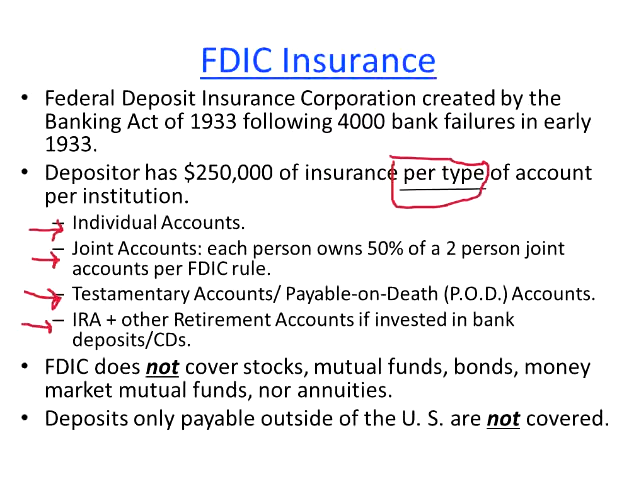 FDIC Insurance
• Federal Deposit Insurance Corporation created by the
Banking Act of 1933 following 4000 bank failures in early
1933.
• Depositor has $250,000 of insurance per type of account
per institution.
– Individual Accounts.
– Joint Accounts: each person owns 50% of a 2 person joint
accounts per FDIC rule.
– Testamentary Accounts/ Payable-on-Death (P.O.D.) Accounts.
– IRA + other Retirement Accounts if invested in bank
deposits/CDs.
• FDIC does not cover stocks, mutual funds, bonds, money
market mutual funds, nor annuities.
• Deposits only payable outside of the U. S. are not covered.